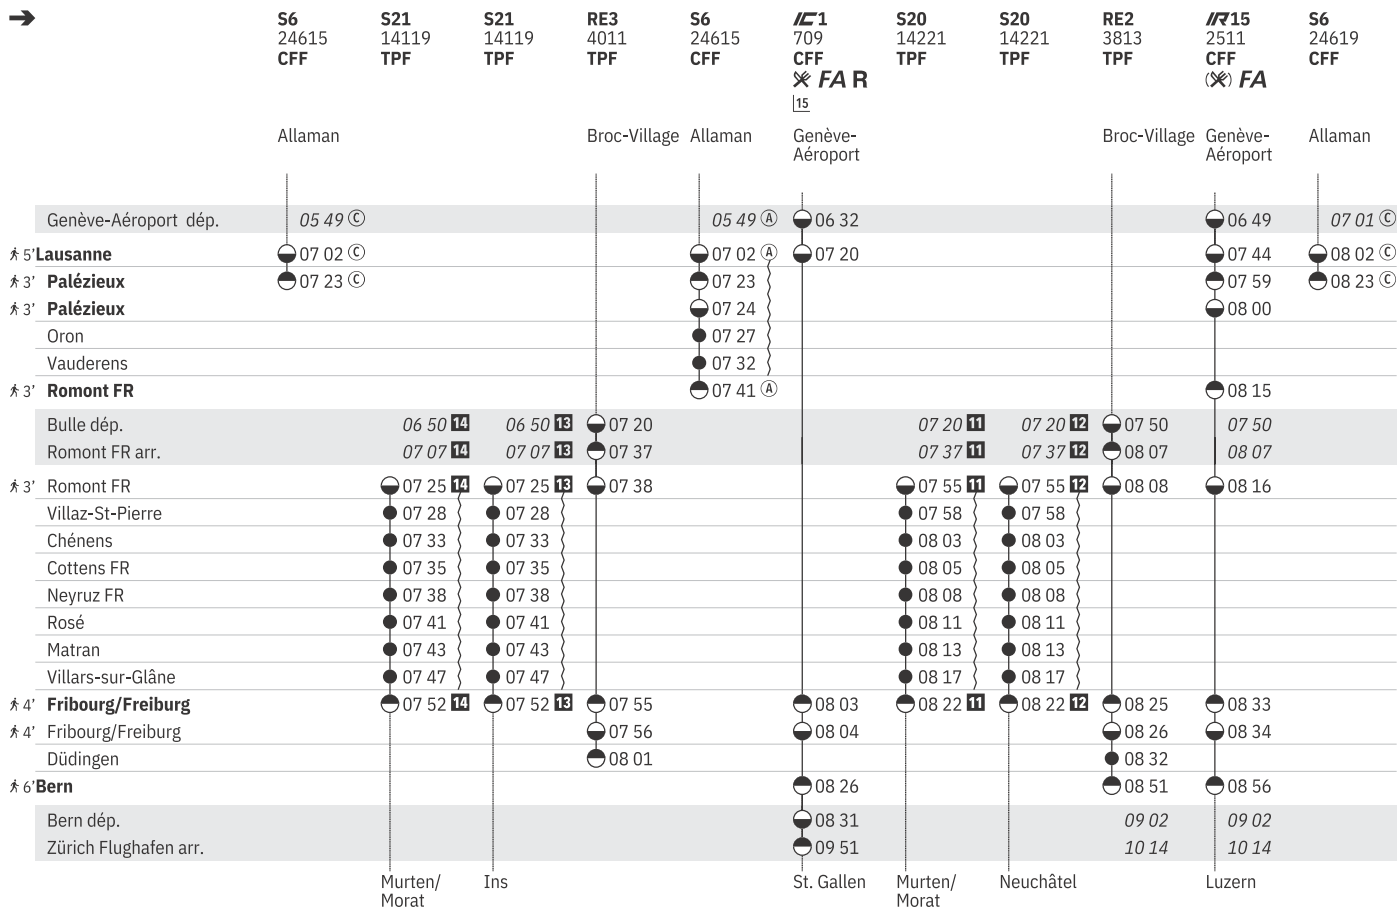 ➔ S6 S21 S21 RE3 S6 IC 1 S20 S20 RE2 IR 15 S6
24615 14119 14119 4011 24615 709 14221 14221 3813 2511 24619
CFF TPF TPF TPF CFF CFF TPF TPF TPF CFF CFF
FA R FA
15
Allaman Broc-Village Allaman Genève- Broc-Village Genève- Allaman
Aéroport Aéroport
Genève-Aéroport dép. 05 49 Ⓒ 05 49 Ⓐ 06 32 06 49 07 01 Ⓒ
5' Lausanne 07 02 Ⓒ 07 02 Ⓐ 07 20 07 44 08 02 Ⓒ
3' Palézieux 07 23 Ⓒ 07 23 07 59 08 23 Ⓒ
3' Palézieux 07 24 08 00
Oron 07 27
Vauderens 07 32
3' Romont FR 07 41 Ⓐ 08 15
Bulle dép. 06 50 14 06 50 13 07 20 07 20 11 07 20 12 07 50 07 50
Romont FR arr. 07 07 14 07 07 13 07 37 07 37 11 07 37 12 08 07 08 07
3' Romont FR 07 25 14 07 25 13 07 38 07 55 11 07 55 12 08 08 08 16
Villaz-St-Pierre 07 28 07 28 07 58 07 58
Chénens 07 33 07 33 08 03 08 03
Cottens FR 07 35 07 35 08 05 08 05
Neyruz FR 07 38 07 38 08 08 08 08
Rosé 07 41 07 41 08 11 08 11
Matran 07 43 07 43 08 13 08 13
Villars-sur-Glâne 07 47 07 47 08 17 08 17
4' Fribourg/Freiburg 07 52 14 07 52 13 07 55 08 03 08 22 11 08 22 12 08 25 08 33
4' Fribourg/Freiburg 07 56 08 04 08 26 08 34
Düdingen 08 01 08 32
6' Bern 08 26 08 51 08 56
Bern dép. 08 31 09 02 09 02
Zürich Flughafen arr. 09 51 10 14 10 14
Murten/ Ins St. Gallen Murten/ Neuchâtel Luzern
Morat Morat